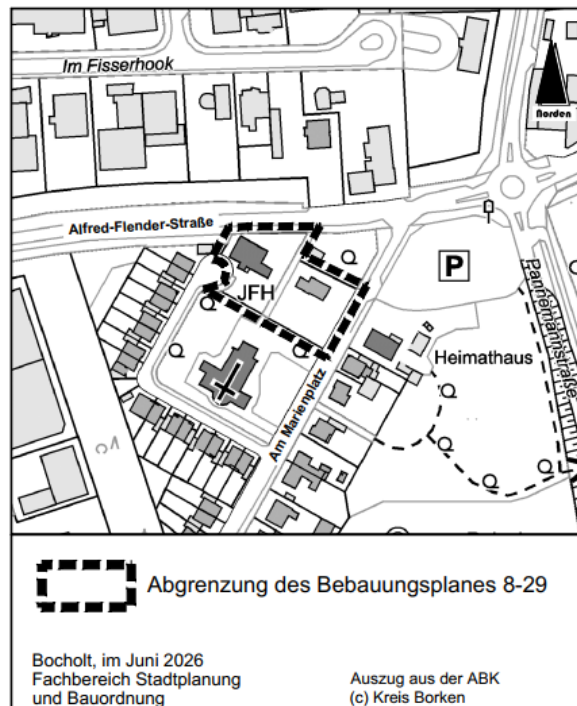 Im Fisserhook
Norden
Alfred-Flender-Straße
P
JFH
Pannemannstraße
Heimathaus
Am Marienplatz
Abgrenzung des Bebauungsplanes 8-29
Bocholt, im Juni 2026
Fachbereich Stadtplanung
und Bauordnung
Auszug aus der ABK
(c) Kreis Borken